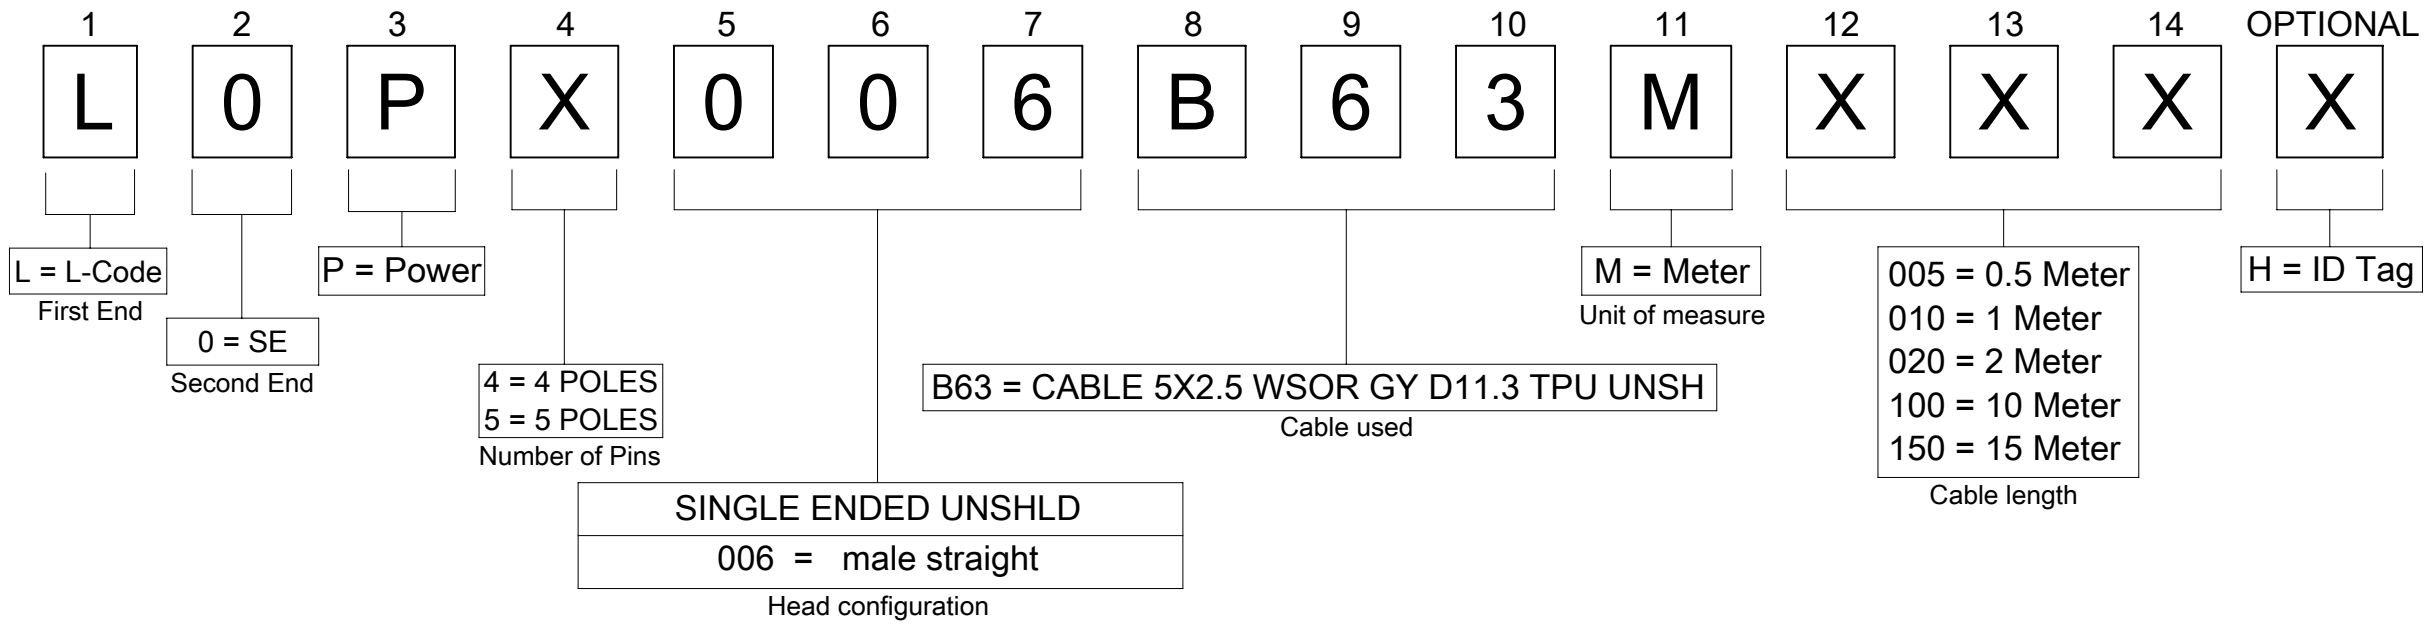 1 2 3 4 5 6 7 8 9 10 11 12 13 14 OPTIONAL
L 0 P X 0 0 6 B 6 3 M X X X X
L = L-Code
First End
0 = SE
Second End
P = Power
4 = 4 POLES
5 = 5 POLES
Number of Pins
SINGLE ENDED UNSHLD
006 = male straight
Head configuration
B63 = CABLE 5X2.5 WSOR GY D11.3 TPU UNSH
Cable used
M = Meter
Unit of measure
005 = 0.5 Meter
010 = 1 Meter
020 = 2 Meter
100 = 10 Meter
150 = 15 Meter
Cable length
H = ID Tag